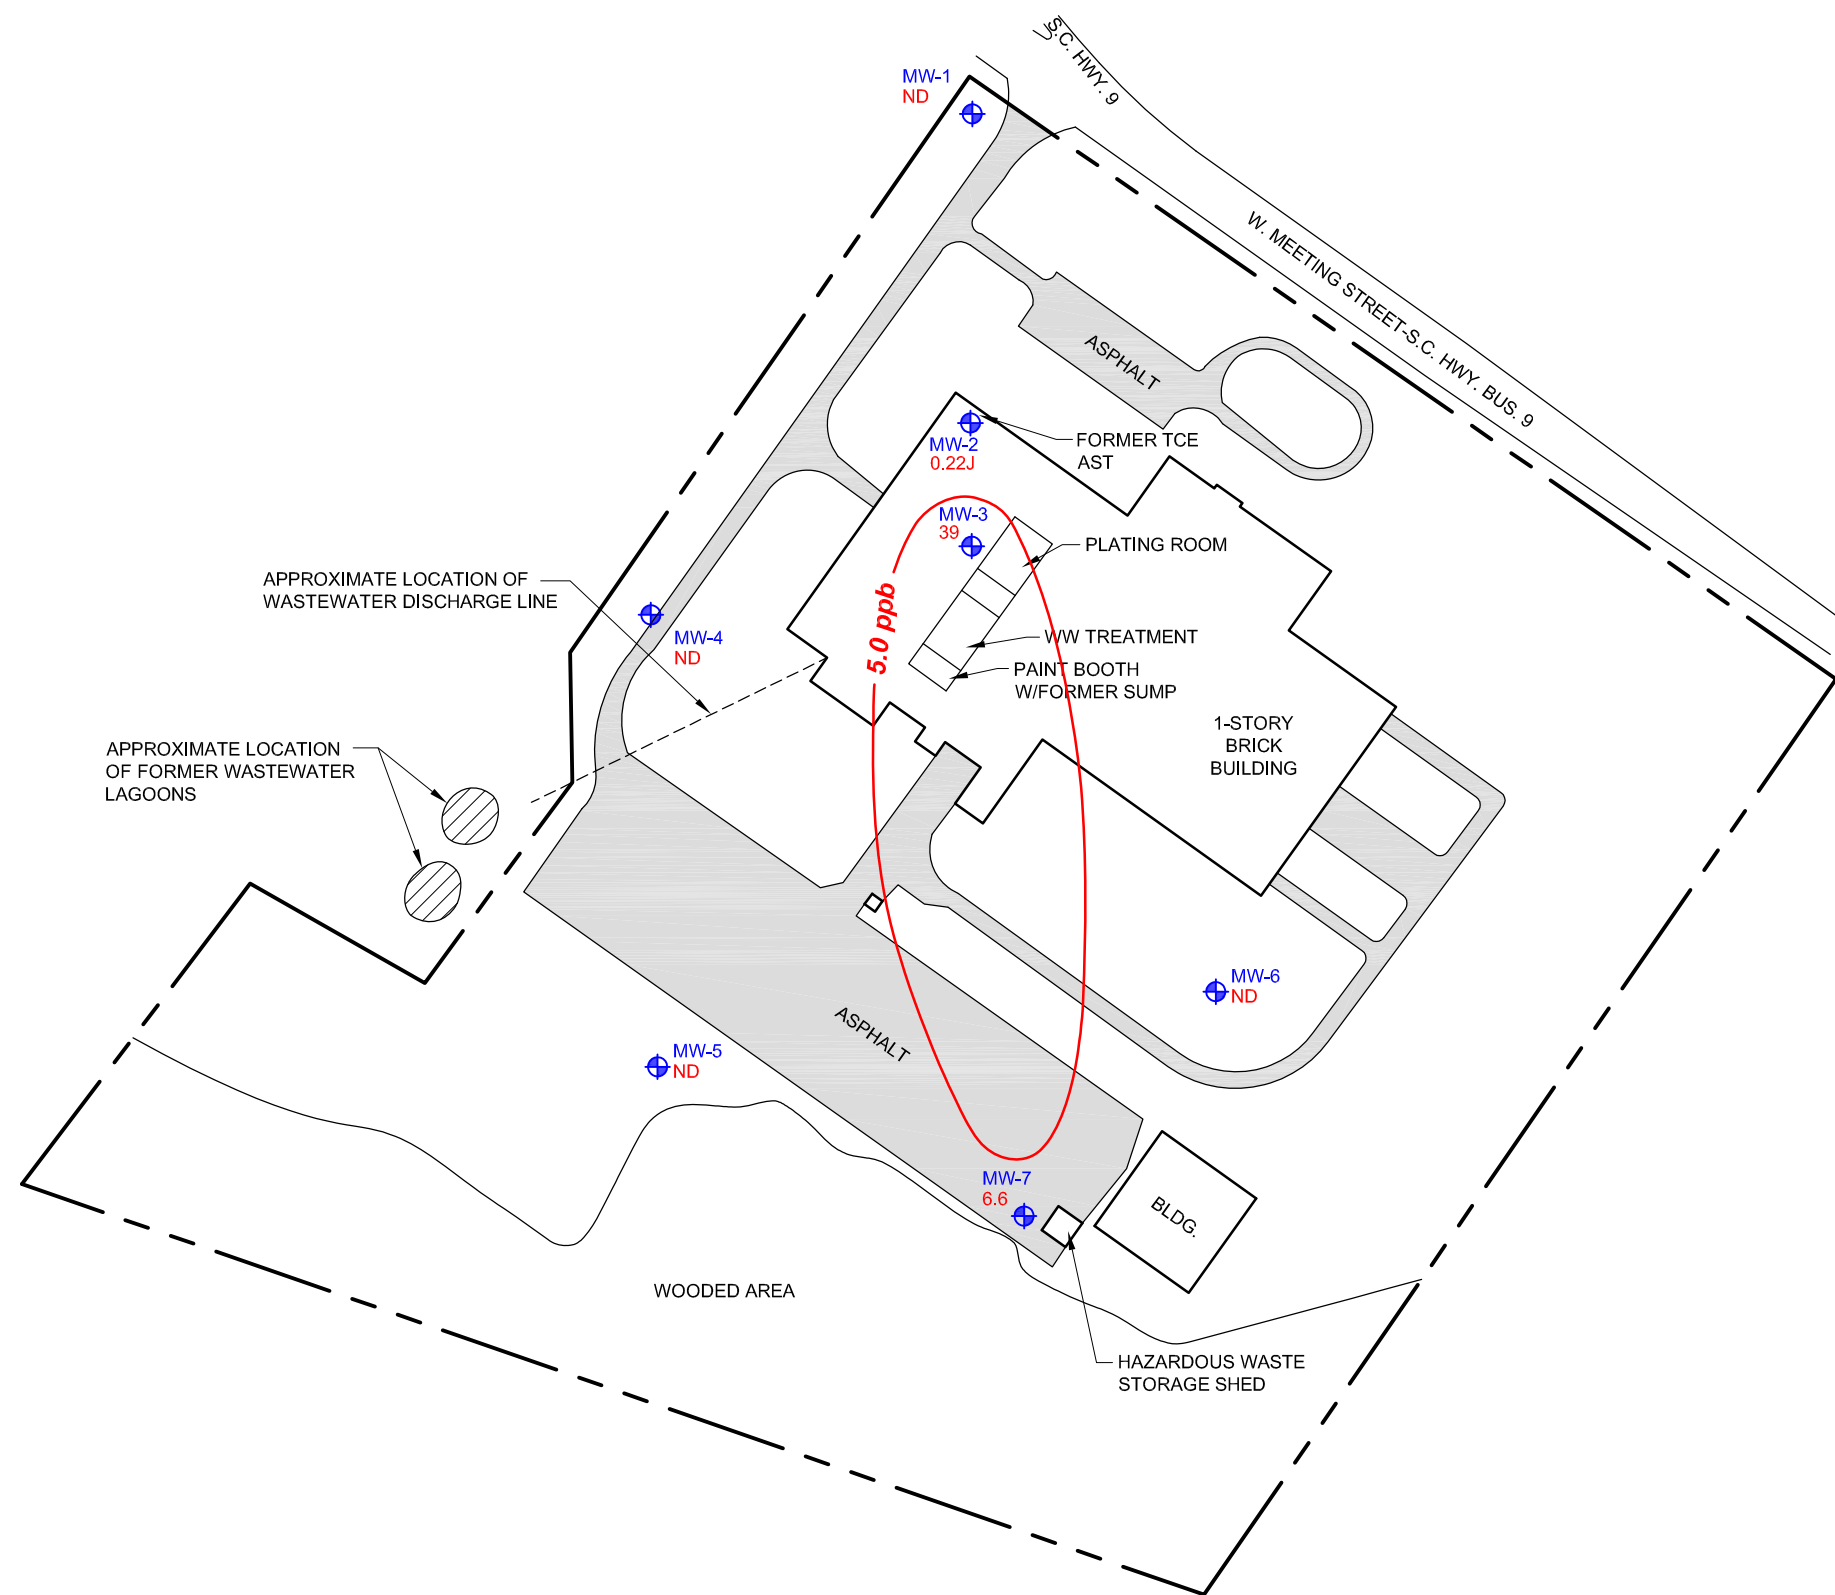 S.C. HWY. 9
MW-1
ND
W. MEETING STREET-S.C. HWY. BUS. 9
ASPHALT
FORMER TCE
AST
MW-2
0.22J
MW-3
39
PLATING ROOM
APPROXIMATE LOCATION OF
WASTEWATER DISCHARGE LINE
5.0 ppb
MW-4
ND
WW TREATMENT
PAINT BOOTH
W/FORMER SUMP
1-STORY
BRICK
BUILDING
APPROXIMATE LOCATION
OF FORMER WASTEWATER
LAGOONS
MW-6
ND
ASPHALT
MW-5
ND
MW-7
6.6
BLDG.
WOODED AREA
HAZARDOUS WASTE
STORAGE SHED